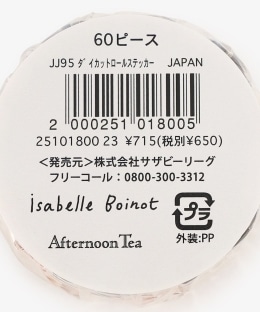 60ピース
JJ95 ダイカットロールステッカー JAPAN
2 000251 018005
25101800 23 ¥715(税別¥650)
＜発売元＞株式会社サザビーリーグ
フリーコール：0800-300-3312
isabelle Boinot
プラ
外装:PP
Afternoon Tea